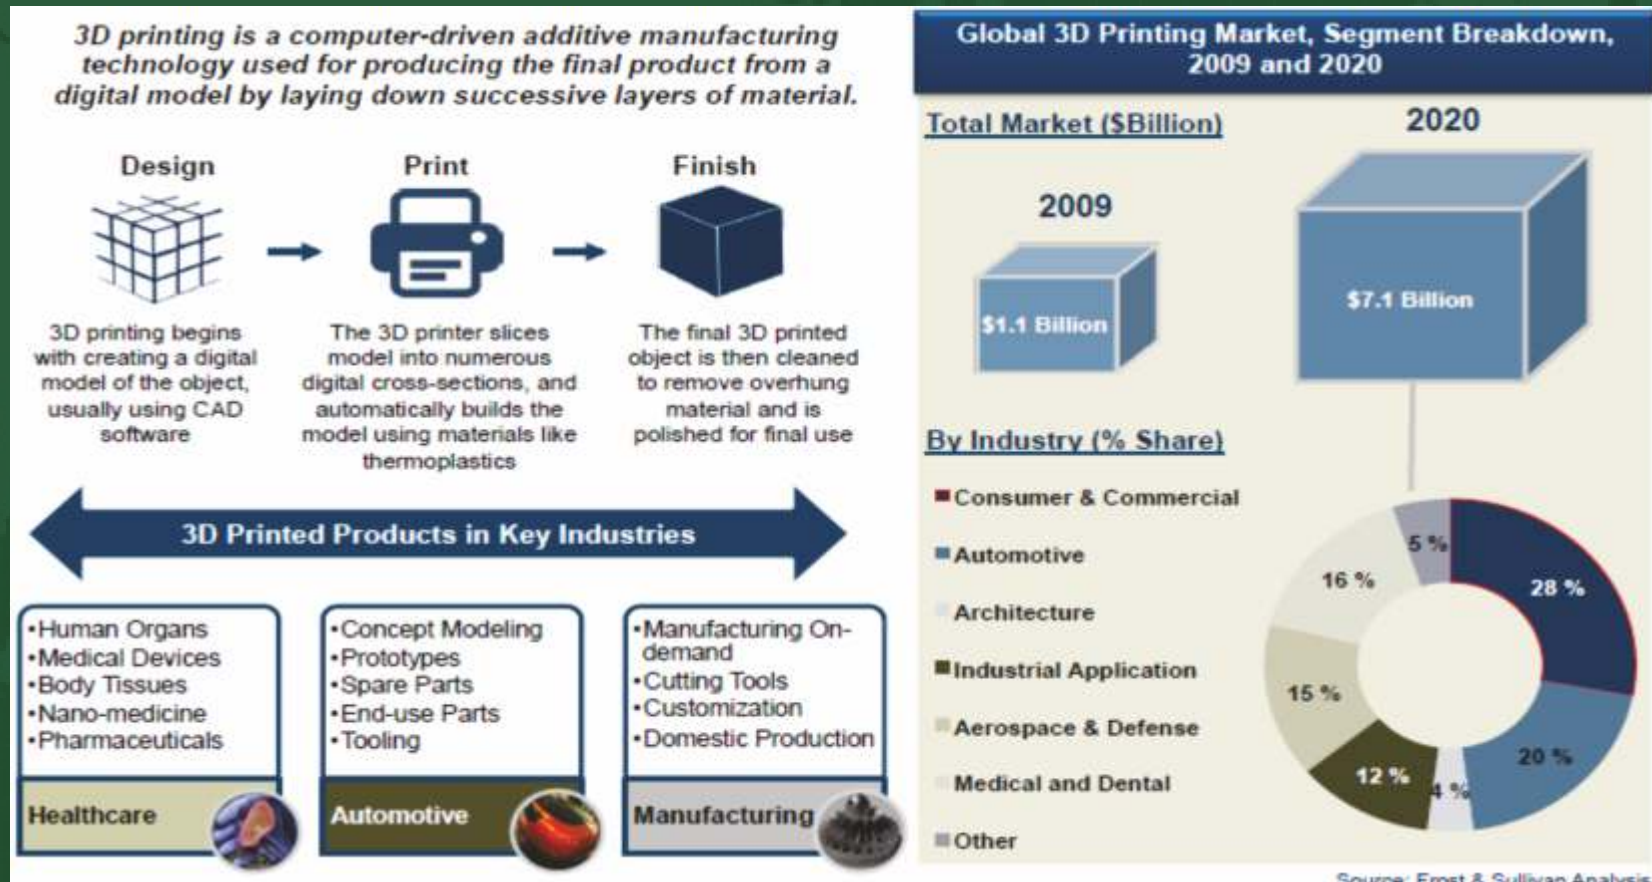 3D printing is a computer-driven additive manufacturing
technology used for producing the final product from a
digital model by laying down successive layers of material.
Design
3D printing begins
with creating a digital
model of the object,
usually using CAD
software
Print
The 3D printer slices
model into numerous
digital cross-sections, and
automatically builds the
model using materials like
thermoplastics
Finish
The final 3D printed
object is then cleaned
to remove overhung
material and is
polished for final use
3D Printed Products in Key Industries
•Human Organs
•Medical Devices
•Body Tissues
•Nano-medicine
•Pharmaceuticals
Healthcare
•Concept Modeling
•Prototypes
•Spare Parts
•End-use Parts
•Tooling
Automotive
•Manufacturing On-
demand
•Cutting Tools
•Customization
•Domestic Production
Manufacturing
Global 3D Printing Market, Segment Breakdown,
2009 and 2020
Total Market ($Billion)
2009
$1.1 Billion
2020
$7.1 Billion
By Industry (% Share)
Consumer & Commercial
Automotive
Architecture
Industrial Application
Aerospace & Defense
Medical and Dental
Other
28 %
20 %
4 %
12 %
15 %
16 %
5 %
Source: Frost & Sullivan Analysis